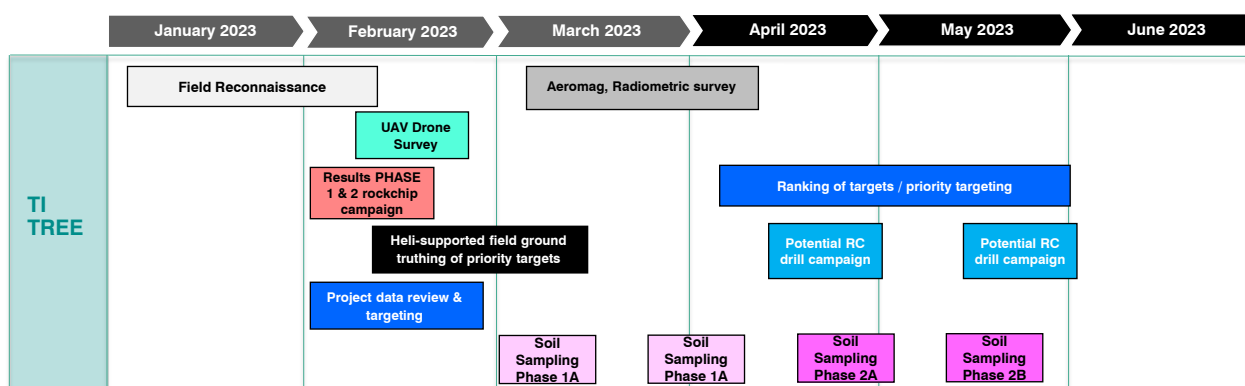 January 2023
February 2023
March 2023
April 2023
May 2023
June 2023
TI
TREE
Field Reconnaissance
Aeromag, Radiometric survey
UAV Drone
Survey
Results PHASE
1 & 2 rockchip
campaign
Ranking of targets / priority targeting
Heli-supported field ground
truthing of priority targets
Potential RC
drill campaign
Potential RC
drill campaign
Project data review &
targeting
Soil
Sampling
Phase 1A
Soil
Sampling
Phase 1A
Soil
Sampling
Phase 2A
Soil
Sampling
Phase 2B